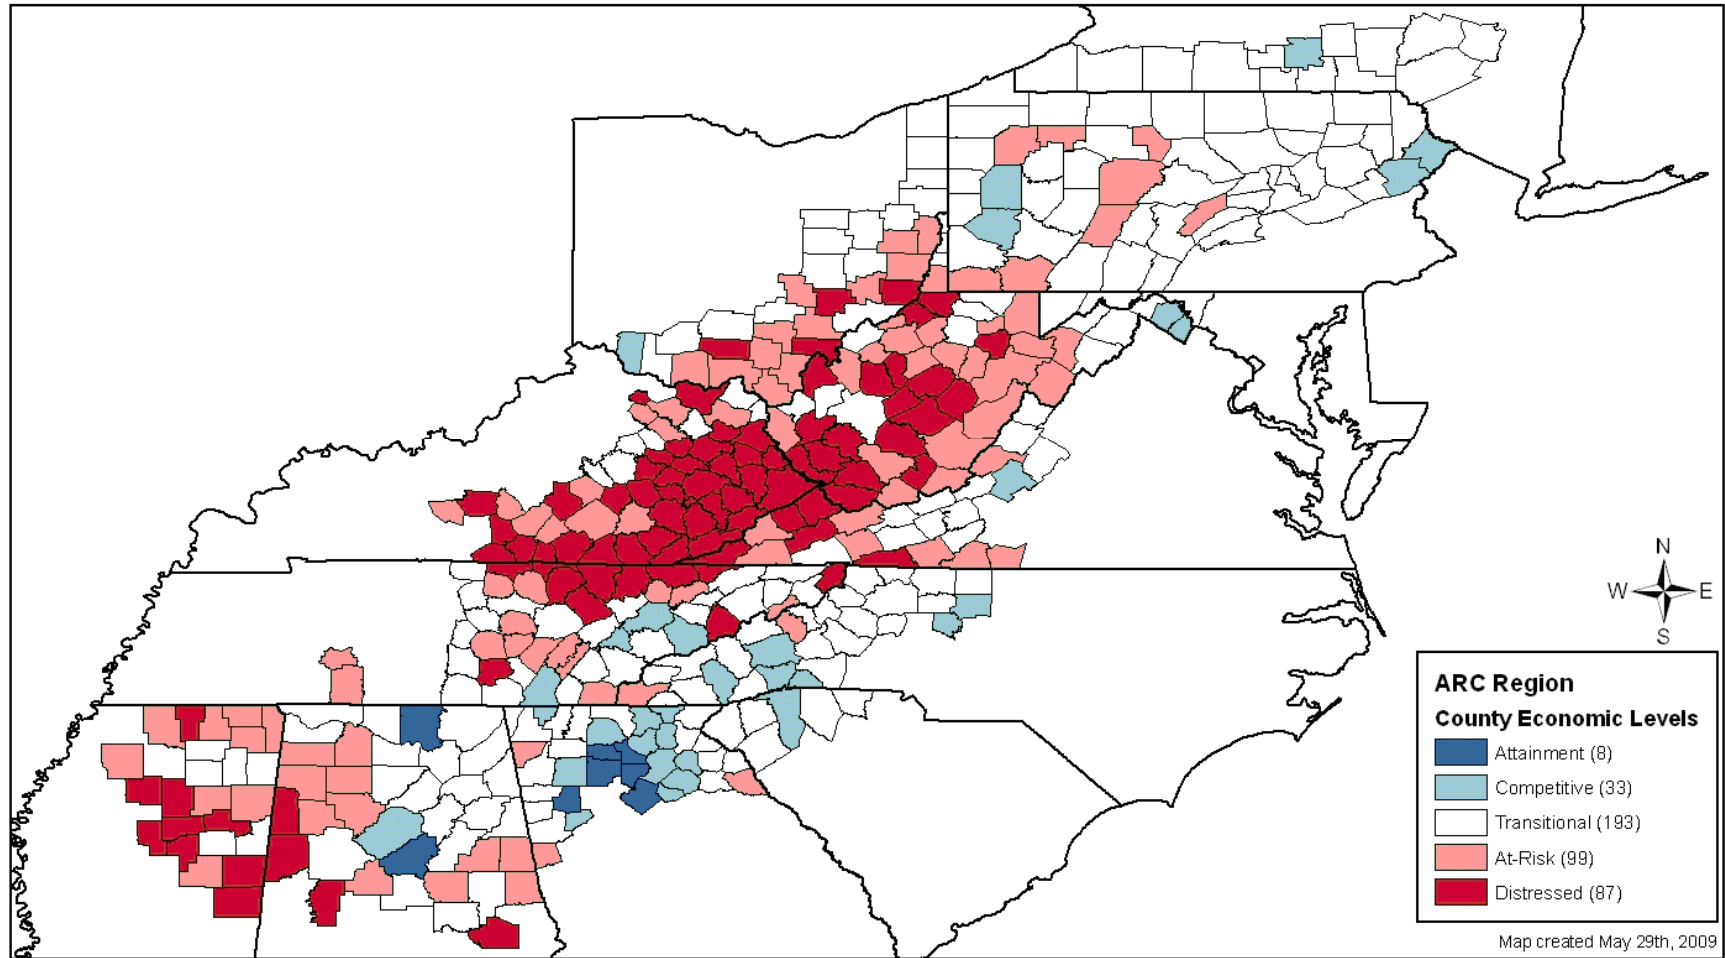 N
W E
S
ARC Region
County Economic Levels
Attainment (8)
Competitive (33)
Transitional (193)
At-Risk (99)
Distressed (87)
Map created May 29th, 2009